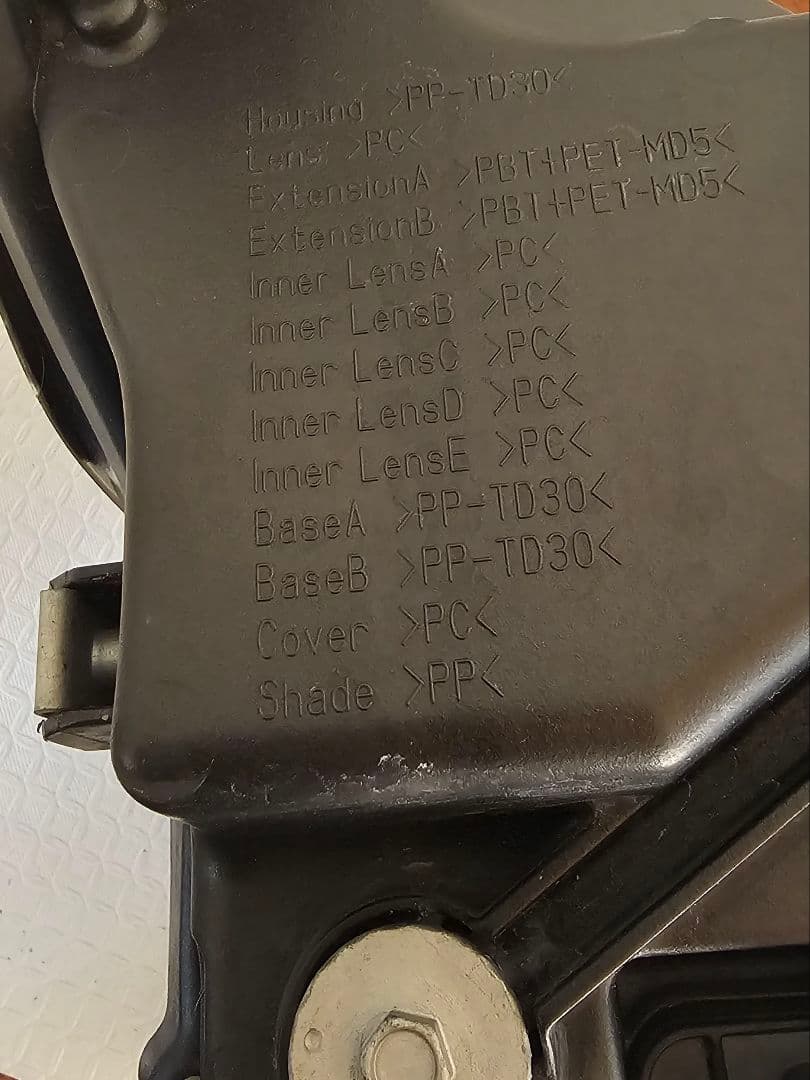 Housing >PP-TD30<
Lens >PC<
ExtensionA >PBT+PET-MD5<
ExtensionB >PBT+PET-MD5<
Inner LensA >PC<
Inner LensB >PC<
Inner LensC >PC<
Inner LensD >PC<
Inner LensE >PC<
BaseA >PP-TD30<
BaseB >PP-TD30<
Cover >PC<
Shade >PP<